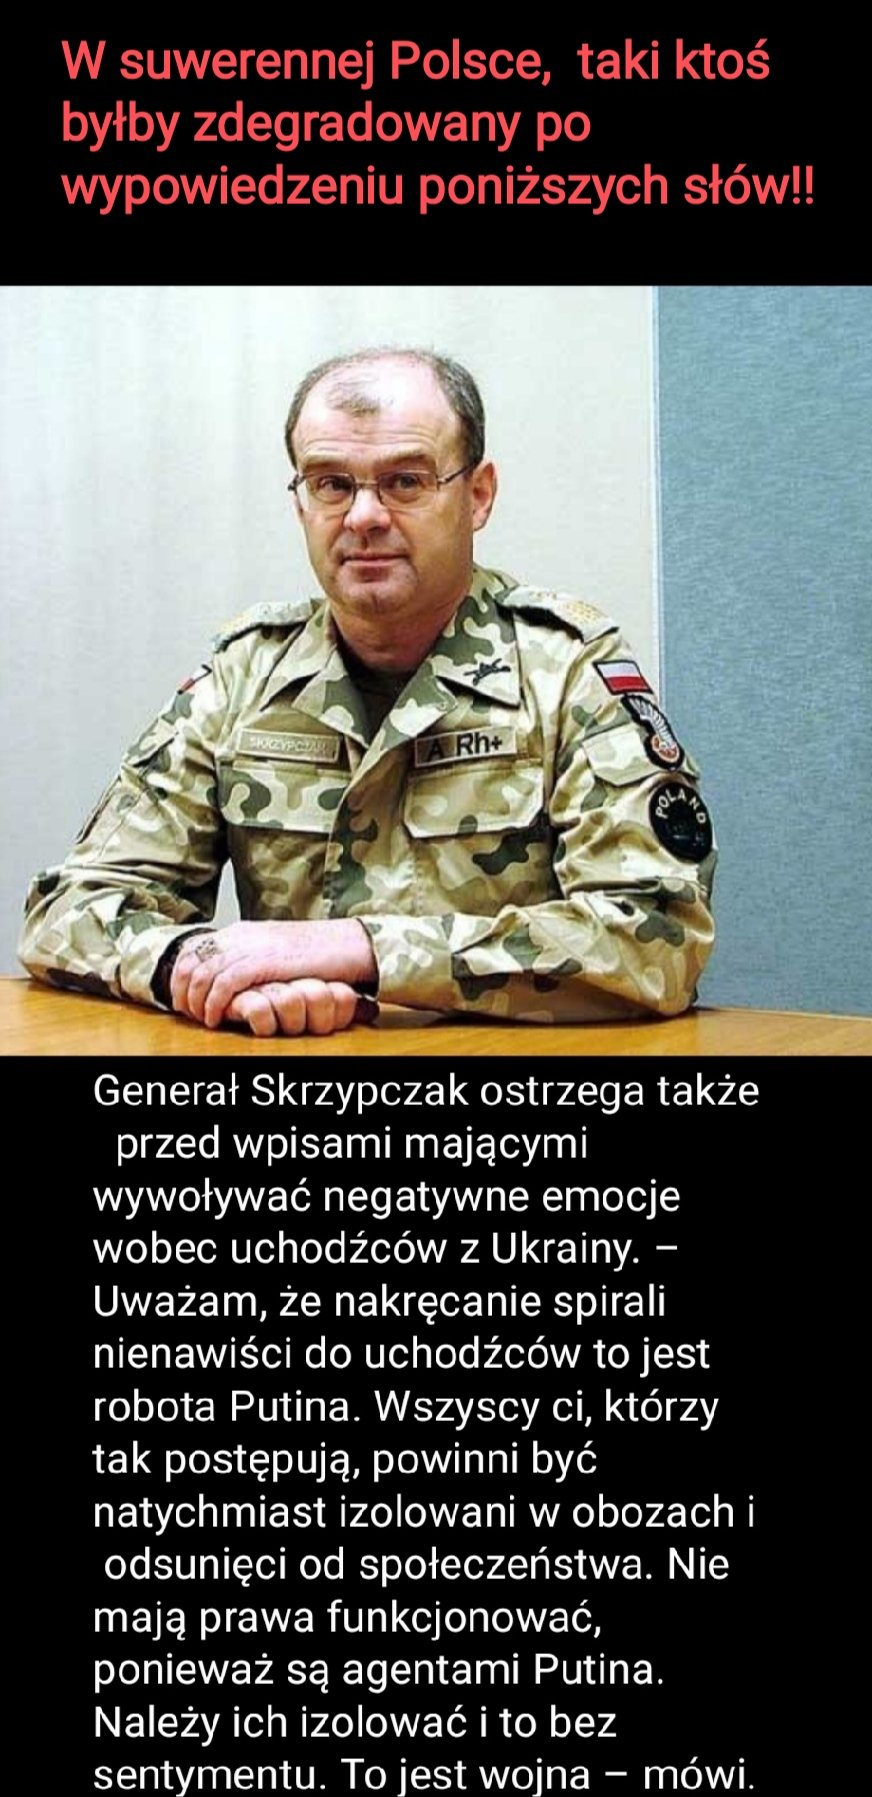 W suwerennej Polsce, taki ktoś
byłby zdegradowany po
wypowiedzeniu poniższych słów!!
SKRZYPCZAK
A Rh+
POLAND
Generał Skrzypczak ostrzega także
przed wpisami mającymi
wywoływać negatywne emocje
wobec uchodźców z Ukrainy. –
Uważam, że nakręcanie spirali
nienawiści do uchodźców to jest
robota Putina. Wszyscy ci, którzy
tak postępują, powinni być
natychmiast izolowani w obozach i
odsunięci od społeczeństwa. Nie
mają prawa funkcjonować,
ponieważ są agentami Putina.
Należy ich izolować i to bez
sentymentu. To jest wojna – mówi.